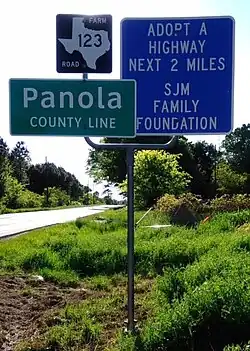 FARM
123
ROAD
Panola
COUNTY LINE
ADOPT A
HIGHWAY
NEXT 2 MILES
SJM
FAMILY
FOUNDATION